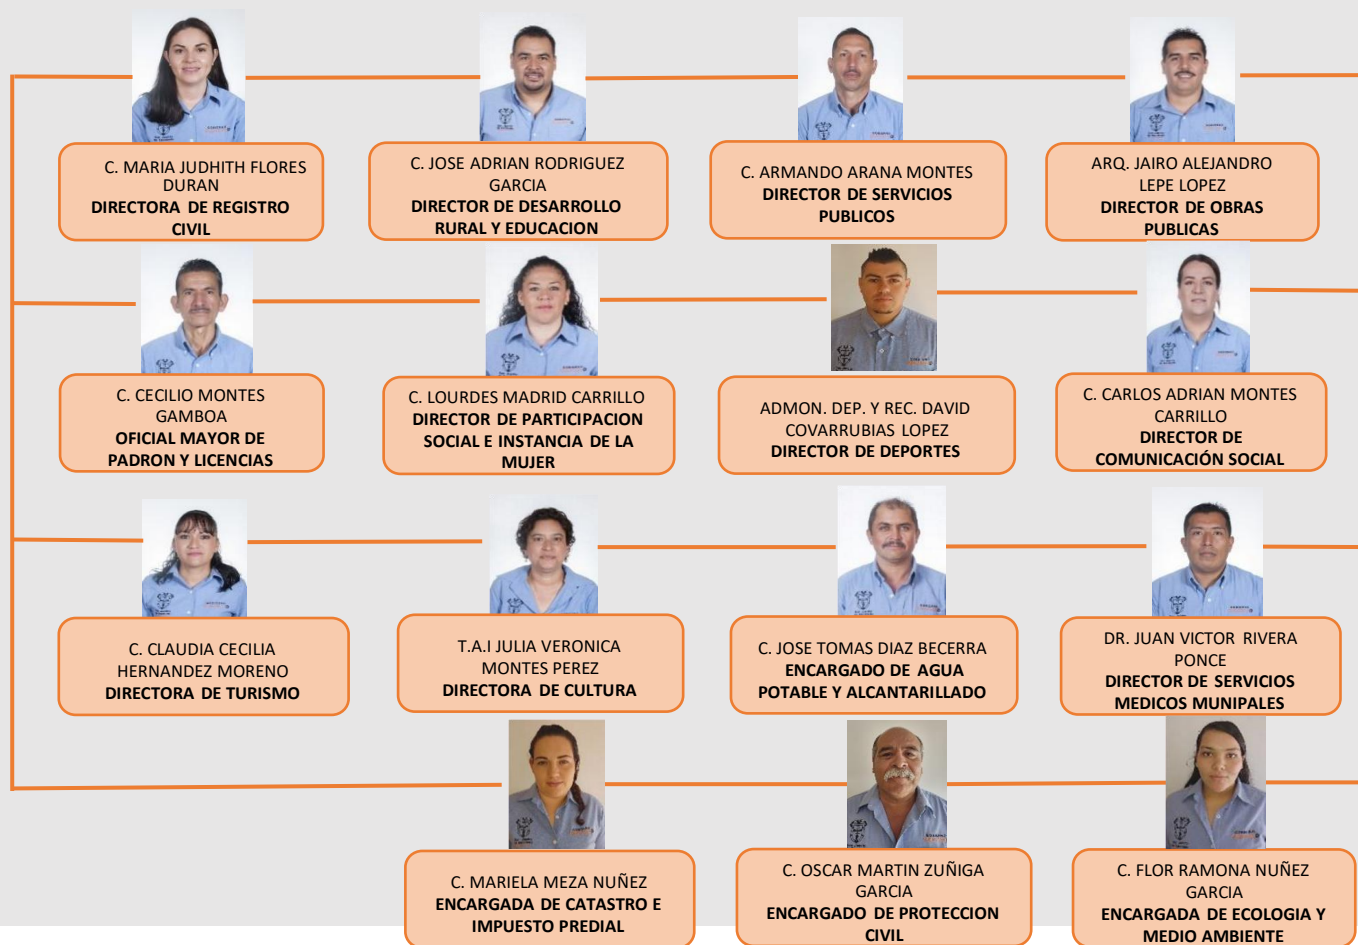 C. MARIA JUDHITH FLORES
DURAN
DIRECTORA DE REGISTRO
CIVIL
C. JOSE ADRIAN RODRIGUEZ
GARCIA
DIRECTOR DE DESARROLLO
RURAL Y EDUCACION
C. ARMANDO ARANA MONTES
DIRECTOR DE SERVICIOS
PUBLICOS
ARQ. JAIRO ALEJANDRO
LEPE LOPEZ
DIRECTOR DE OBRAS
PUBLICAS
C. CECILIO MONTES
GAMBOA
OFICIAL MAYOR DE
PADRON Y LICENCIAS
C. LOURDES MADRID CARRILLO
DIRECTOR DE PARTICIPACION
SOCIAL E INSTANCIA DE LA
MUJER
ADMON. DEP. Y REC. DAVID
COVARRUBIAS LOPEZ
DIRECTOR DE DEPORTES
C. CARLOS ADRIAN MONTES
CARRILLO
DIRECTOR DE
COMUNICACIÓN SOCIAL
C. CLAUDIA CECILIA
HERNANDEZ MORENO
DIRECTORA DE TURISMO
T.A.I JULIA VERONICA
MONTES PEREZ
DIRECTORA DE CULTURA
C. JOSE TOMAS DIAZ BECERRA
ENCARGADO DE AGUA
POTABLE Y ALCANTARILLADO
DR. JUAN VICTOR RIVERA
PONCE
DIRECTOR DE SERVICIOS
MEDICOS MUNIPALES
C. MARIELA MEZA NUÑEZ
ENCARGADA DE CATASTRO E
IMPUESTO PREDIAL
C. OSCAR MARTIN ZUÑIGA
GARCIA
ENCARGADO DE PROTECCION
CIVIL
C. FLOR RAMONA NUÑEZ
GARCIA
ENCARGADA DE ECOLOGIA Y
MEDIO AMBIENTE